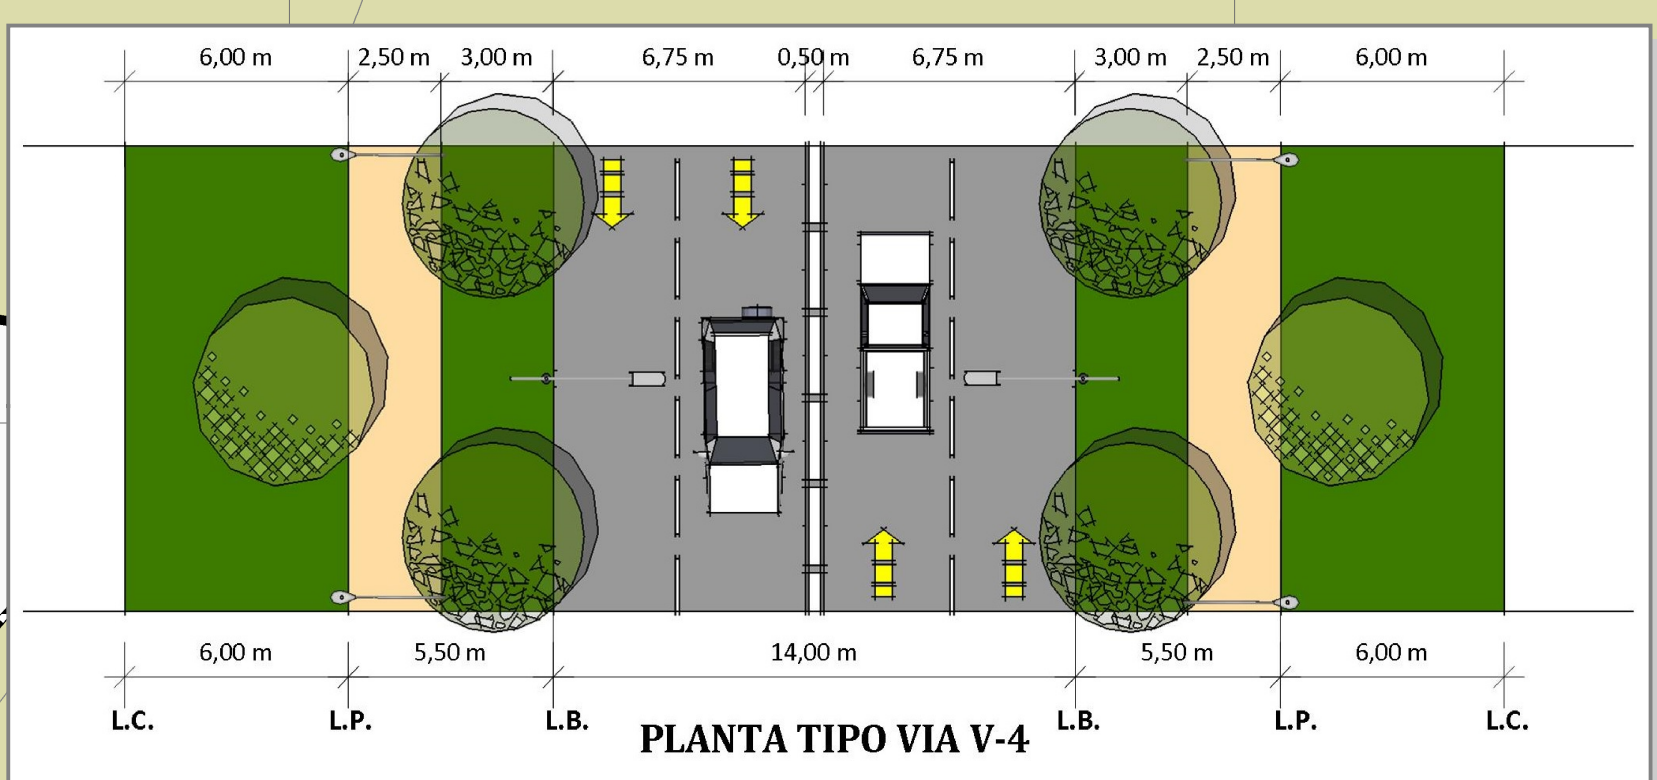 6,00 m 2,50 m 3,00 m 6,75 m 0,50 m 6,75 m 3,00 m 2,50 m 6,00 m
6,00 m 5,50 m 14,00 m 5,50 m 6,00 m
L.C. L.P. L.B. L.B. L.P. L.C.
PLANTA TIPO VIA V-4